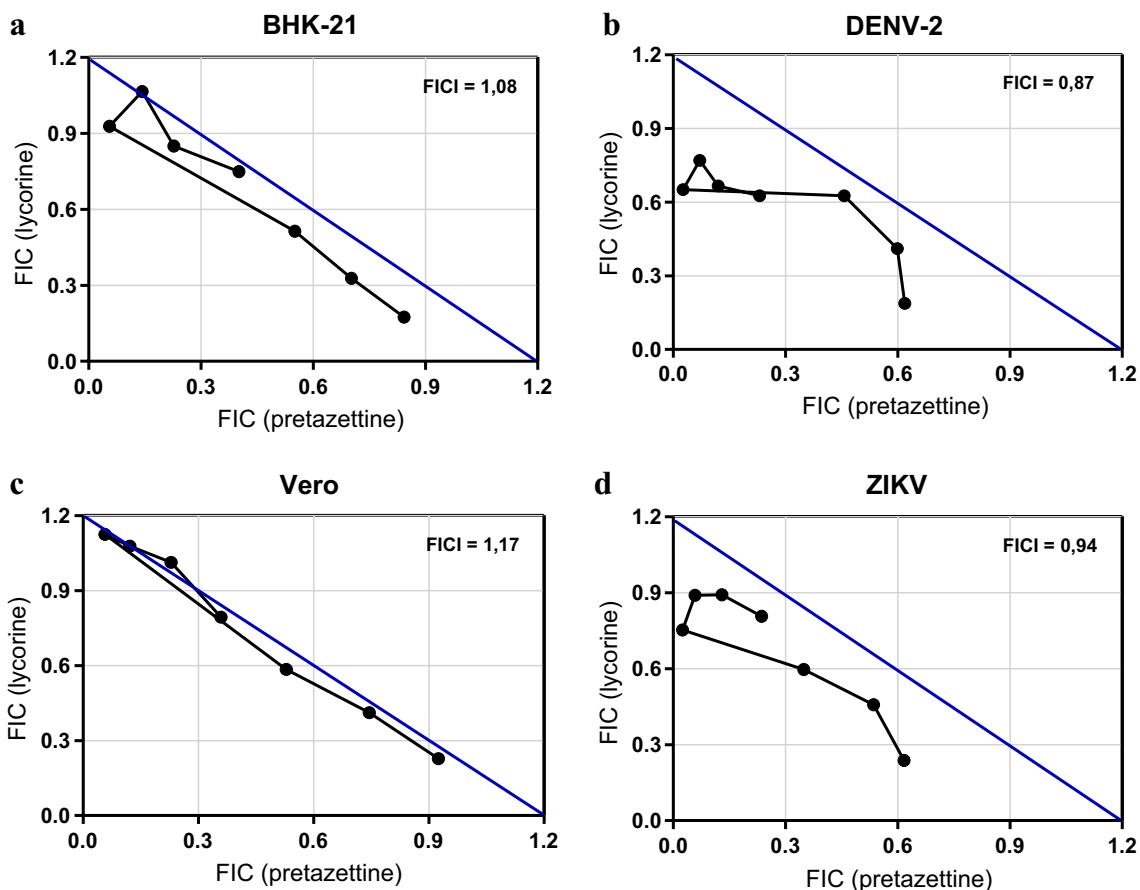 a
BHK-21
1.2
0.9
0.6
0.3
0.0
FIC (lycorine)
FICI = 1,08
0.0 0.3 0.6 0.9 1.2
FIC (pretazettine)
b
DENV-2
1.2
0.9
0.6
0.3
0.0
FIC (lycorine)
FICI = 0,87
0.0 0.3 0.6 0.9 1.2
FIC (pretazettine)
c
Vero
1.2
0.9
0.6
0.3
0.0
FIC (lycorine)
FICI = 1,17
0.0 0.3 0.6 0.9 1.2
FIC (pretazettine)
d
ZIKV
1.2
0.9
0.6
0.3
0.0
FIC (lycorine)
FICI = 0,94
0.0 0.3 0.6 0.9 1.2
FIC (pretazettine)